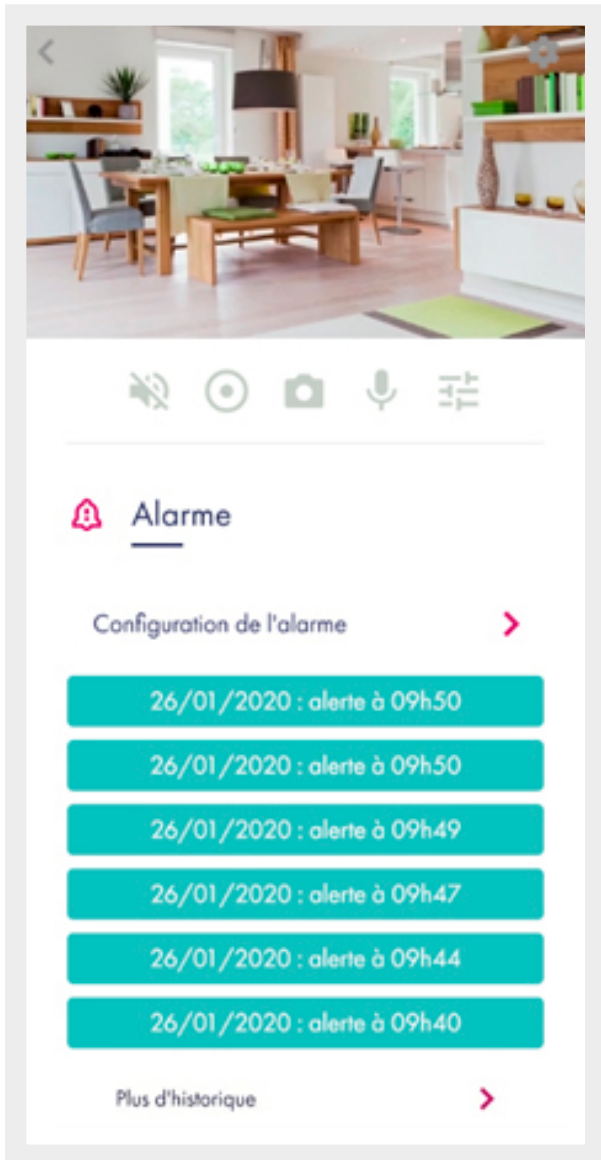 Alarme
Configuration de l'alarme
26/01/2020 : alerte à 09h50
26/01/2020 : alerte à 09h50
26/01/2020 : alerte à 09h49
26/01/2020 : alerte à 09h47
26/01/2020 : alerte à 09h44
26/01/2020 : alerte à 09h40
Plus d'historique